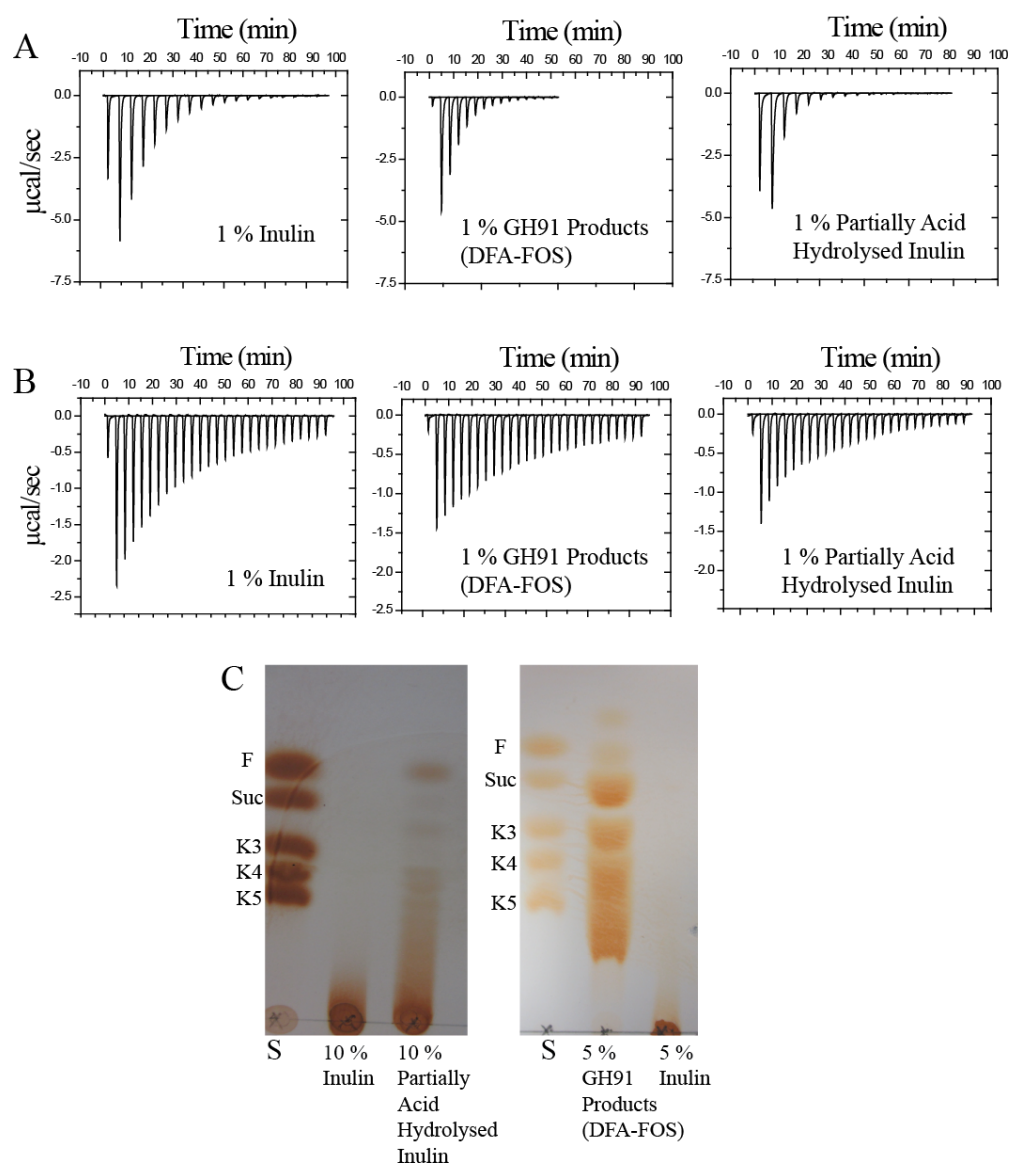 A
Time (min)
-10 0 10 20 30 40 50 60 70 80 90 100
0.0
-2.5
-5.0
-7.5
μcal/sec
1 % Inulin
Time (min)
-10 0 10 20 30 40 50 60 70 80 90 100
0.0
-2.5
-5.0
-7.5
1 % GH91 Products
(DFA-FOS)
Time (min)
-10 0 10 20 30 40 50 60 70 80 90 100
0.0
-2.5
-5.0
-7.5
1 % Partially Acid
Hydrolysed Inulin
B
Time (min)
-10 0 10 20 30 40 50 60 70 80 90 100
0.0
-0.5
-1.0
-1.5
-2.0
-2.5
μcal/sec
1 % Inulin
Time (min)
-10 0 10 20 30 40 50 60 70 80 90 100
0.0
-0.5
-1.0
-1.5
-2.0
-2.5
1 % GH91 Products
(DFA-FOS)
Time (min)
-10 0 10 20 30 40 50 60 70 80 90 100
0.0
-0.5
-1.0
-1.5
-2.0
1 % Partially Acid
Hydrolysed Inulin
C
F
Suc
K3
K4
K5
S
10 %
Inulin
10 %
Partially
Acid
Hydrolysed
Inulin
F
Suc
K3
K4
K5
S
5 %
GH91
Products
(DFA-FOS)
5 %
Inulin